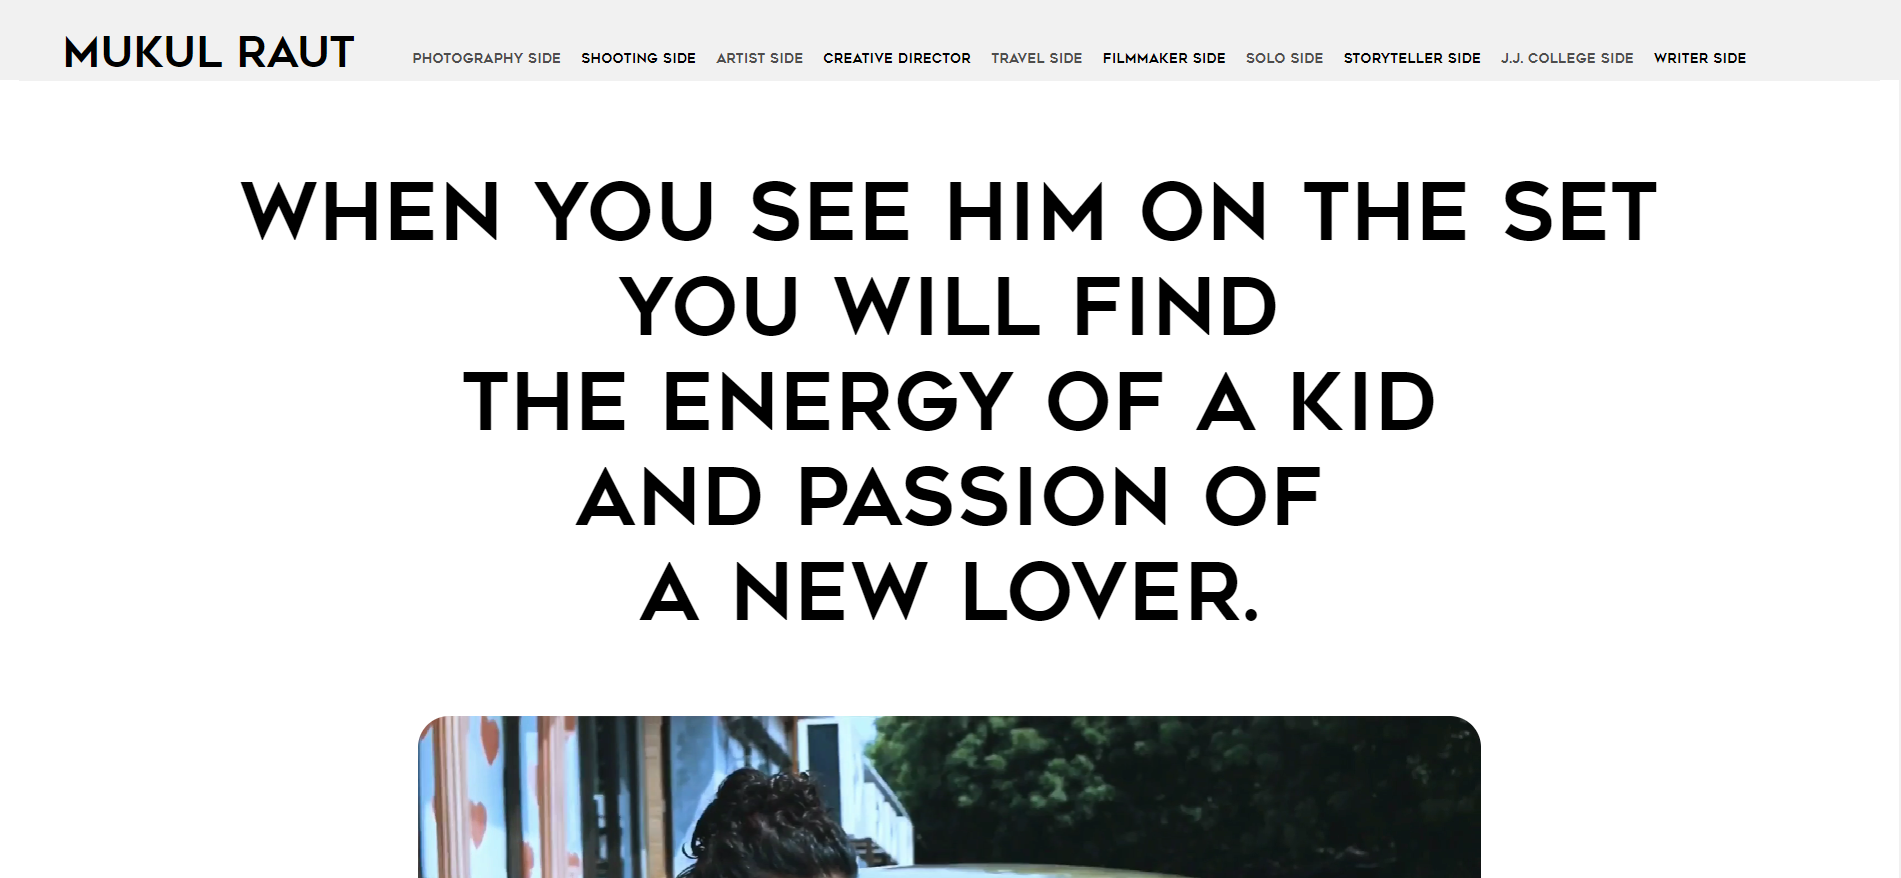 MUKUL RAUT
PHOTOGRAPHY SIDE SHOOTING SIDE ARTIST SIDE CREATIVE DIRECTOR TRAVEL SIDE FILMMAKER SIDE SOLO SIDE STORYTELLER SIDE J.J. COLLEGE SIDE WRITER SIDE
WHEN YOU SEE HIM ON THE SET
YOU WILL FIND
THE ENERGY OF A KID
AND PASSION OF
A NEW LOVER.